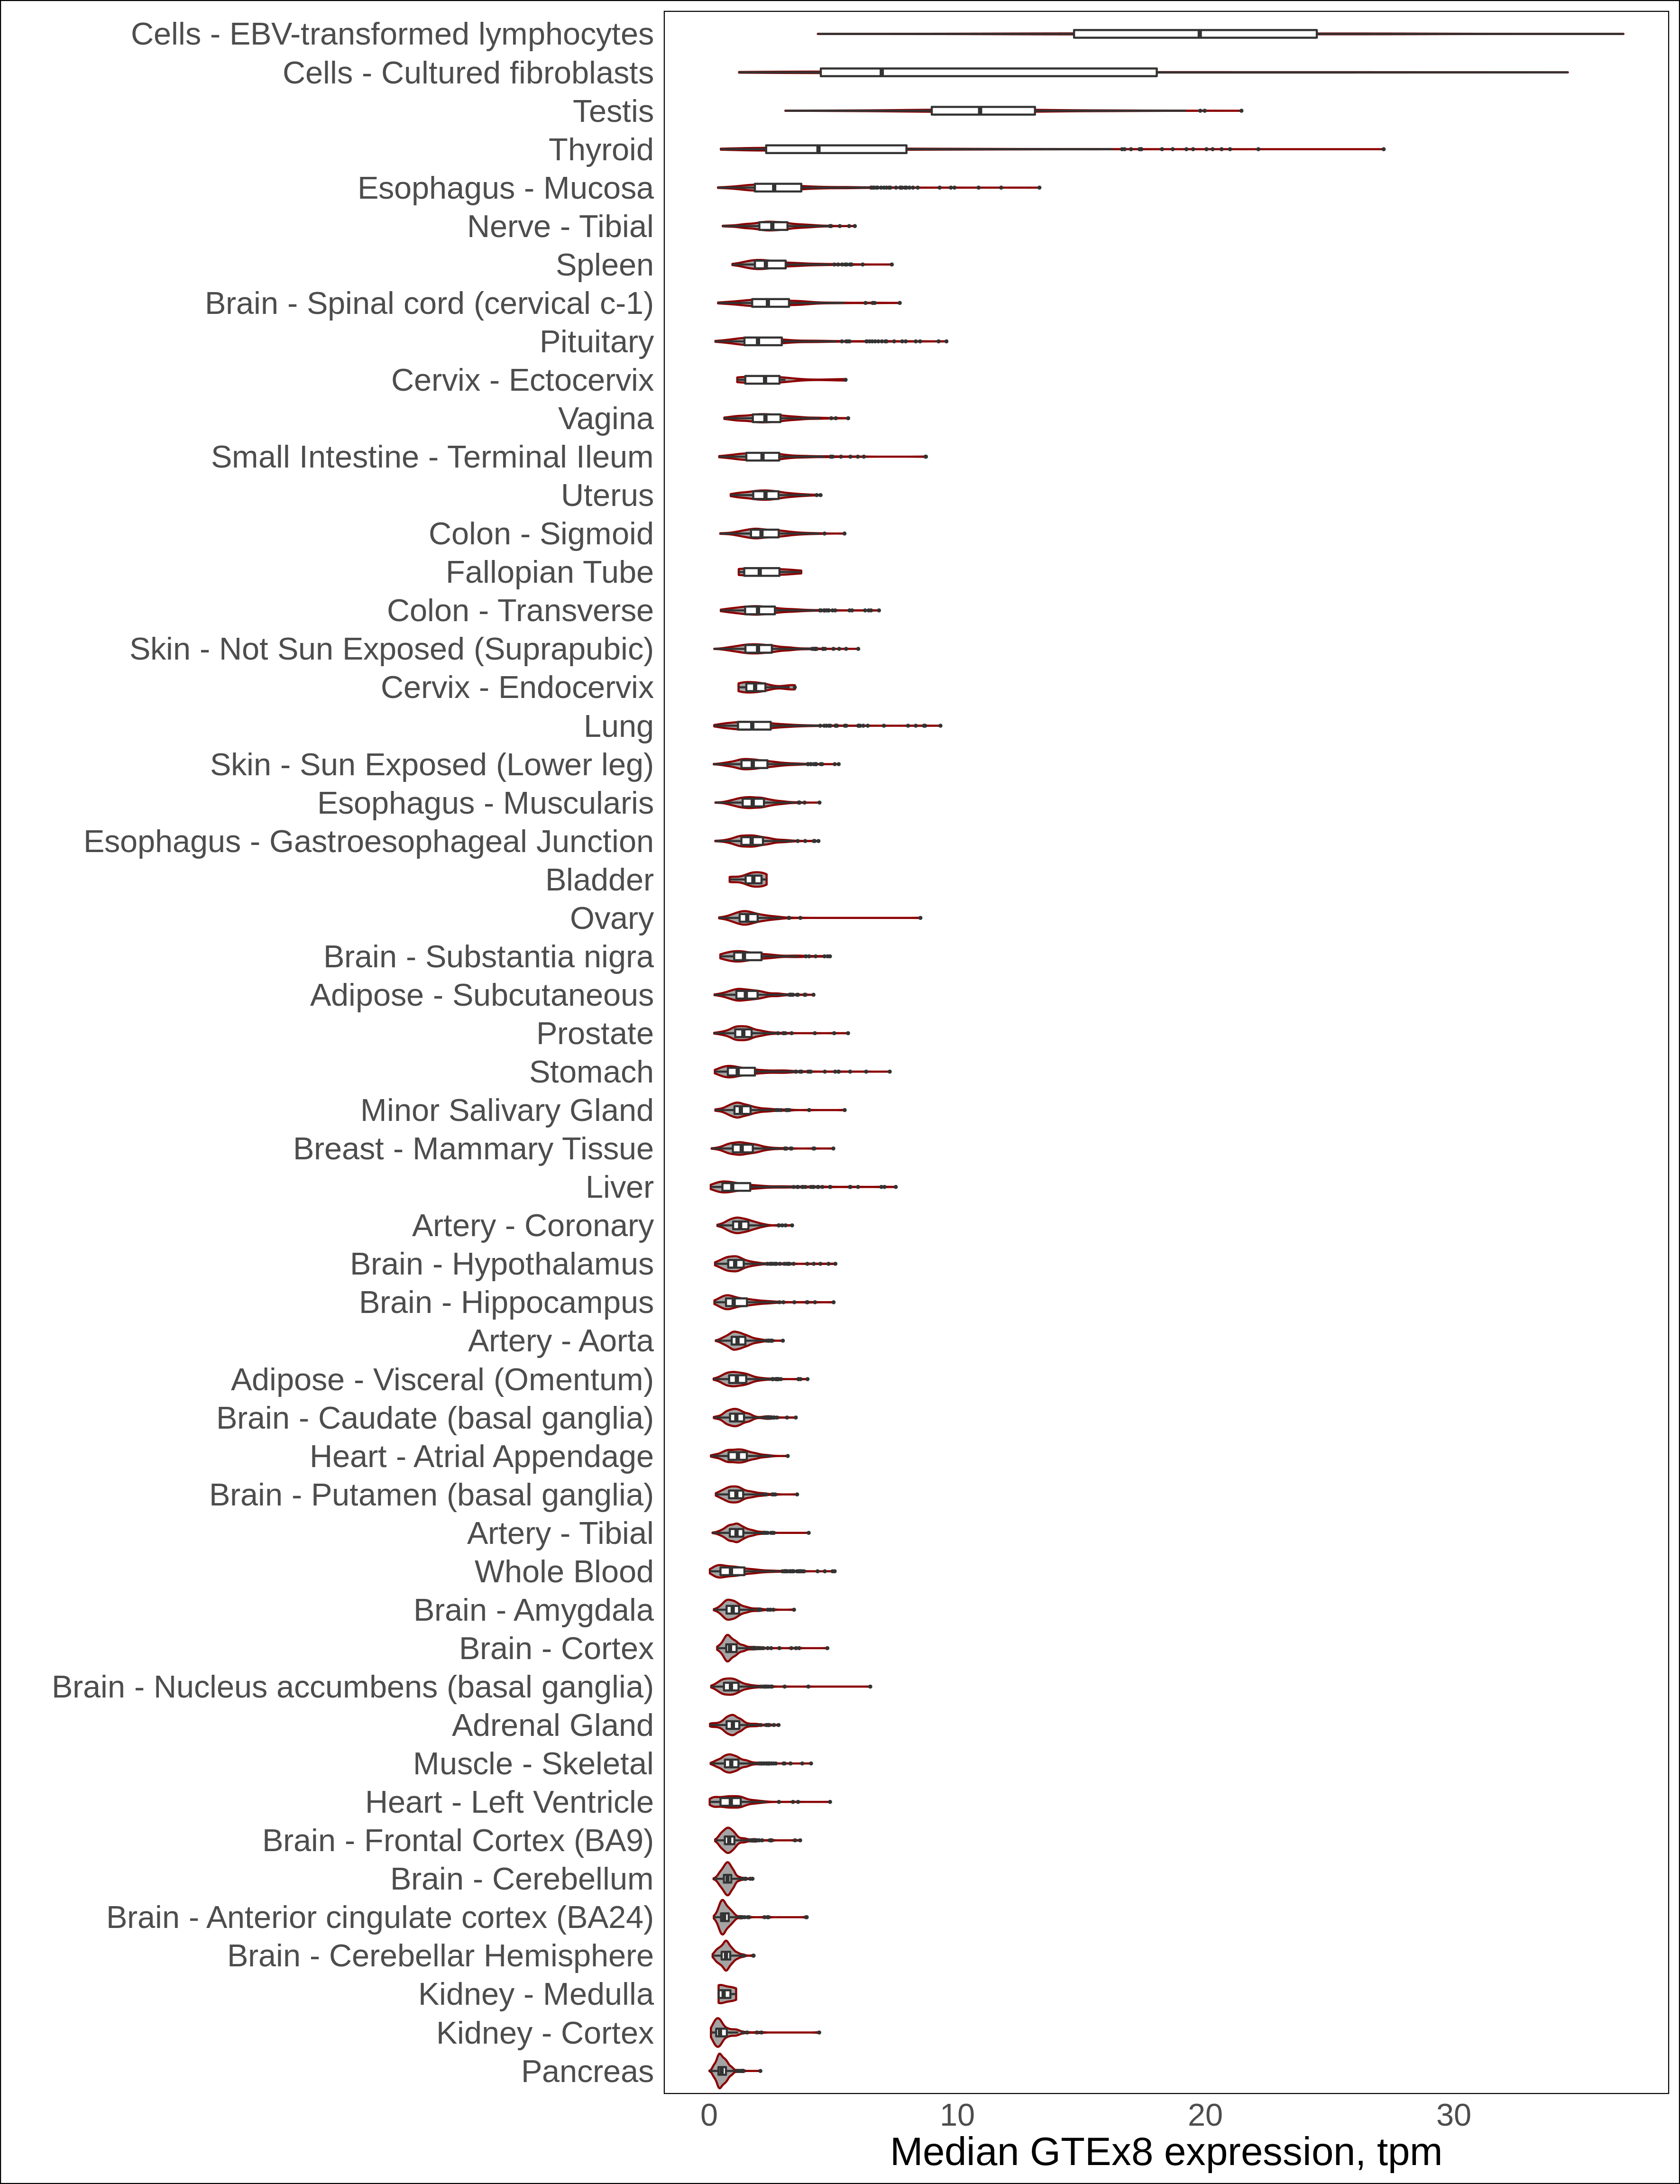 Cells - EBV-transformed lymphocytes
Cells - Cultured fibroblasts
Testis
Thyroid
Esophagus - Mucosa
Nerve - Tibial
Spleen
Brain - Spinal cord (cervical c-1)
Pituitary
Cervix - Ectocervix
Vagina
Small Intestine - Terminal Ileum
Uterus
Colon - Sigmoid
Fallopian Tube
Colon - Transverse
Skin - Not Sun Exposed (Suprapubic)
Cervix - Endocervix
Lung
Skin - Sun Exposed (Lower leg)
Esophagus - Muscularis
Esophagus - Gastroesophageal Junction
Bladder
Ovary
Brain - Substantia nigra
Adipose - Subcutaneous
Prostate
Stomach
Minor Salivary Gland
Breast - Mammary Tissue
Liver
Artery - Coronary
Brain - Hypothalamus
Brain - Hippocampus
Artery - Aorta
Adipose - Visceral (Omentum)
Brain - Caudate (basal ganglia)
Heart - Atrial Appendage
Brain - Putamen (basal ganglia)
Artery - Tibial
Whole Blood
Brain - Amygdala
Brain - Cortex
Brain - Nucleus accumbens (basal ganglia)
Adrenal Gland
Muscle - Skeletal
Heart - Left Ventricle
Brain - Frontal Cortex (BA9)
Brain - Cerebellum
Brain - Anterior cingulate cortex (BA24)
Brain - Cerebellar Hemisphere
Kidney - Medulla
Kidney - Cortex
Pancreas
0 10 20 30
Median GTEx8 expression, tpm